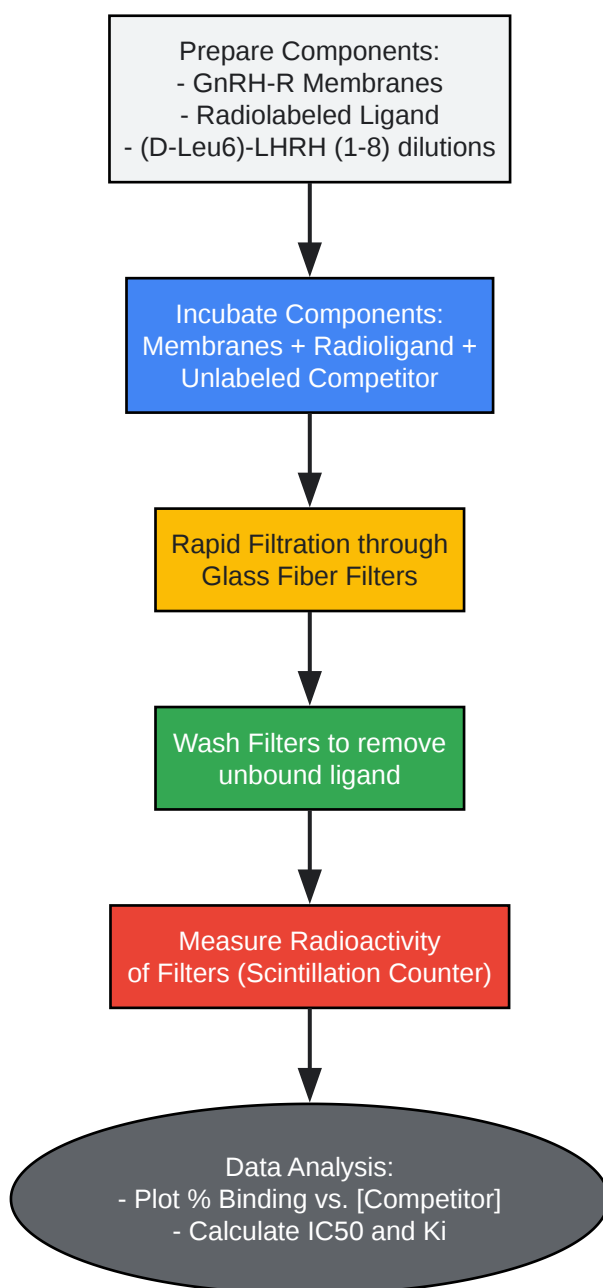 Prepare Components:
- GnRH-R Membranes
- Radiolabeled Ligand
- (D-Leu6)-LHRH (1-8) dilutions
Incubate Components:
Membranes + Radioligand +
Unlabeled Competitor
Rapid Filtration through
Glass Fiber Filters
Wash Filters to remove
unbound ligand
Measure Radioactivity
of Filters (Scintillation Counter)
Data Analysis:
- Plot % Binding vs. [Competitor]
- Calculate IC50 and Ki